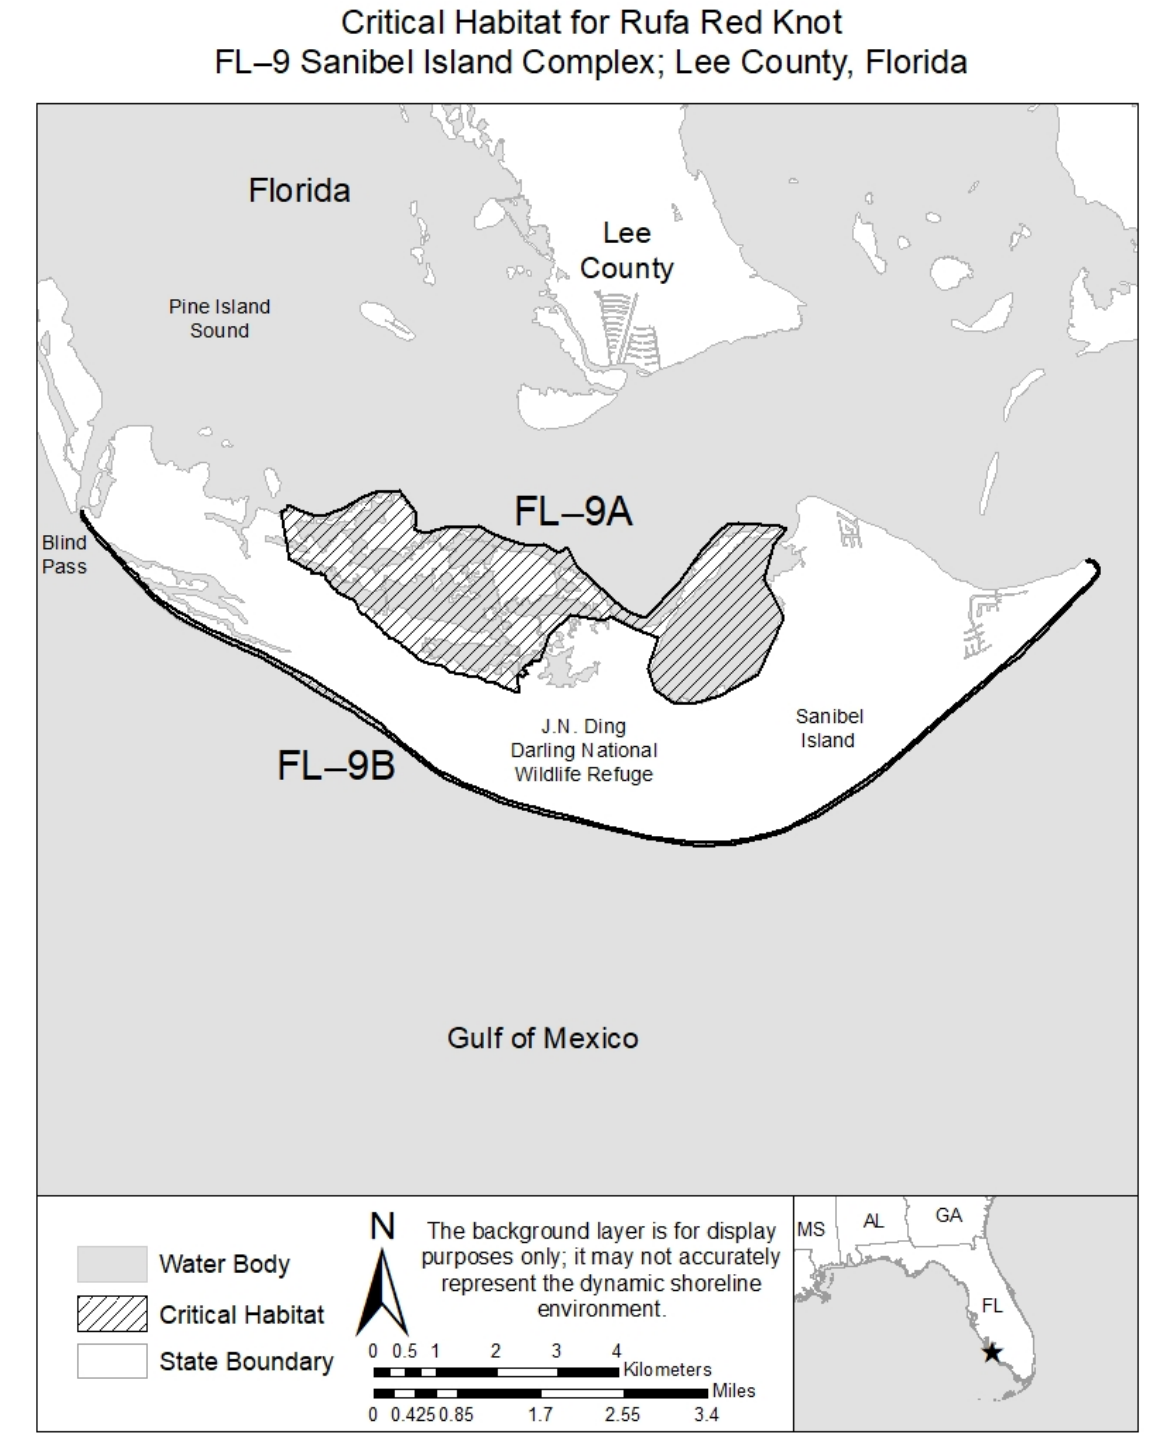 Critical Habitat for Rufa Red Knot
FL–9 Sanibel Island Complex; Lee County, Florida
Florida
Lee
County
Pine Island
Sound
FL–9A
Blind
Pass
J.N. Ding
Darling National
Wildlife Refuge
Sanibel
Island
FL–9B
Gulf of Mexico
Water Body
Critical Habitat
State Boundary
N
The background layer is for display
purposes only; it may not accurately
represent the dynamic shoreline
environment.
0 0.5 1 2 3 4
Kilometers
Miles
0 0.425 0.85 1.7 2.55 3.4
MS
AL
GA
FL